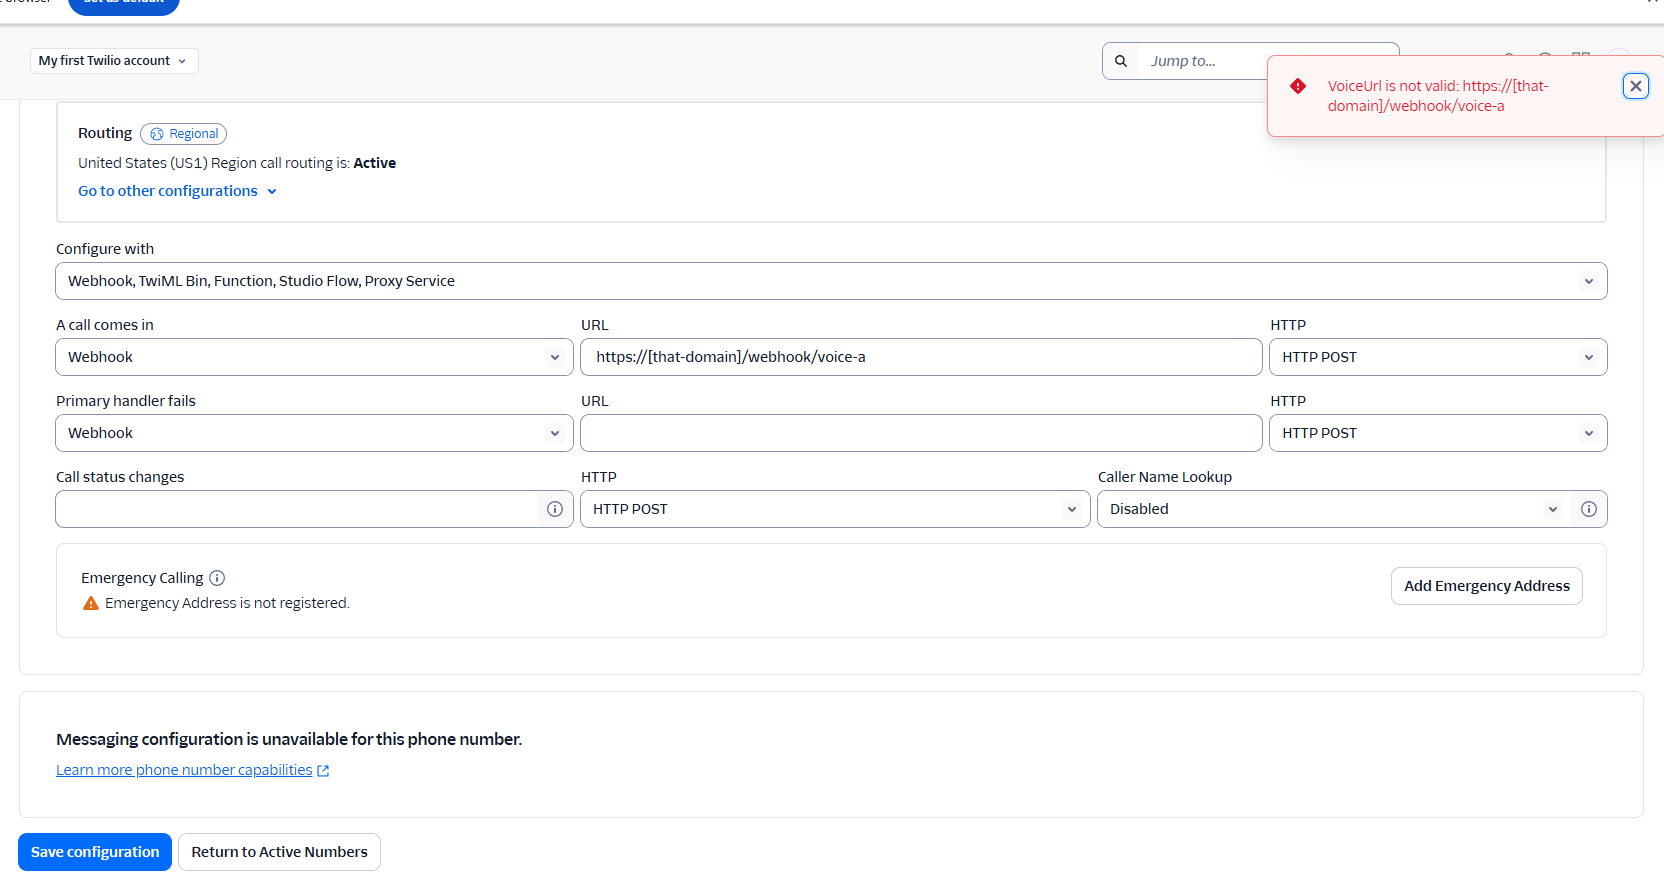 My first Twilio account
Jump to...
VoiceUrl is not valid: https://[that-
domain]/webhook/voice-a
Routing
Regional
United States (US1) Region call routing is: Active
Go to other configurations
Configure with
Webhook, TwiML Bin, Function, Studio Flow, Proxy Service
A call comes in
URL
HTTP
Webhook
https://[that-domain]/webhook/voice-a
HTTP POST
Primary handler fails
URL
HTTP
Webhook
HTTP POST
Call status changes
HTTP
Caller Name Lookup
HTTP POST
Disabled
Emergency Calling
Emergency Address is not registered.
Add Emergency Address
Messaging configuration is unavailable for this phone number.
Learn more phone number capabilities
Save configuration
Return to Active Numbers